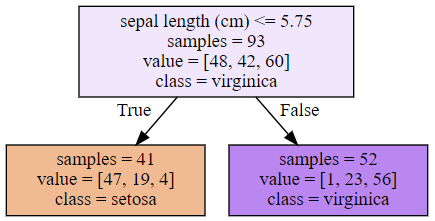 sepal length (cm) <= 5.75
samples = 93
value = [48, 42, 60]
class = virginica
True
False
samples = 41
value = [47, 19, 4]
class = setosa
samples = 52
value = [1, 23, 56]
class = virginica